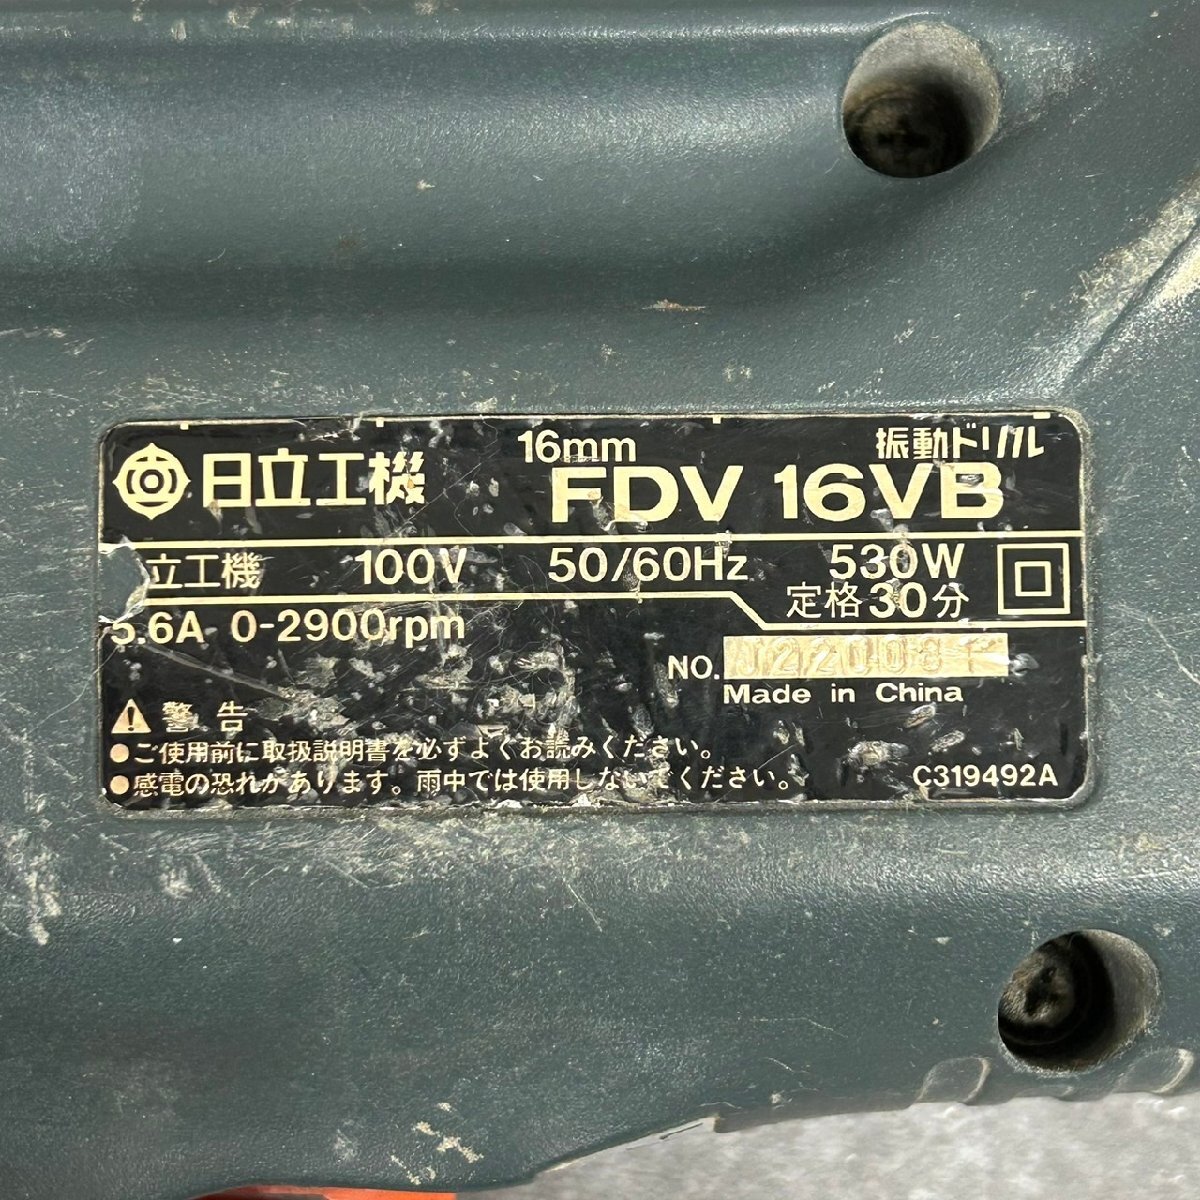 日立工機 16mm 振動ドリル
FDV 16VB
立工機 100V 50/60Hz 530W
5.6A 0-2900rpm 定格30分
NO.
Made in China
警告
●ご使用前に取扱説明書を必ずよくお読みください。
●感電の恐れがあります。雨中では使用しないでください。
C319492A